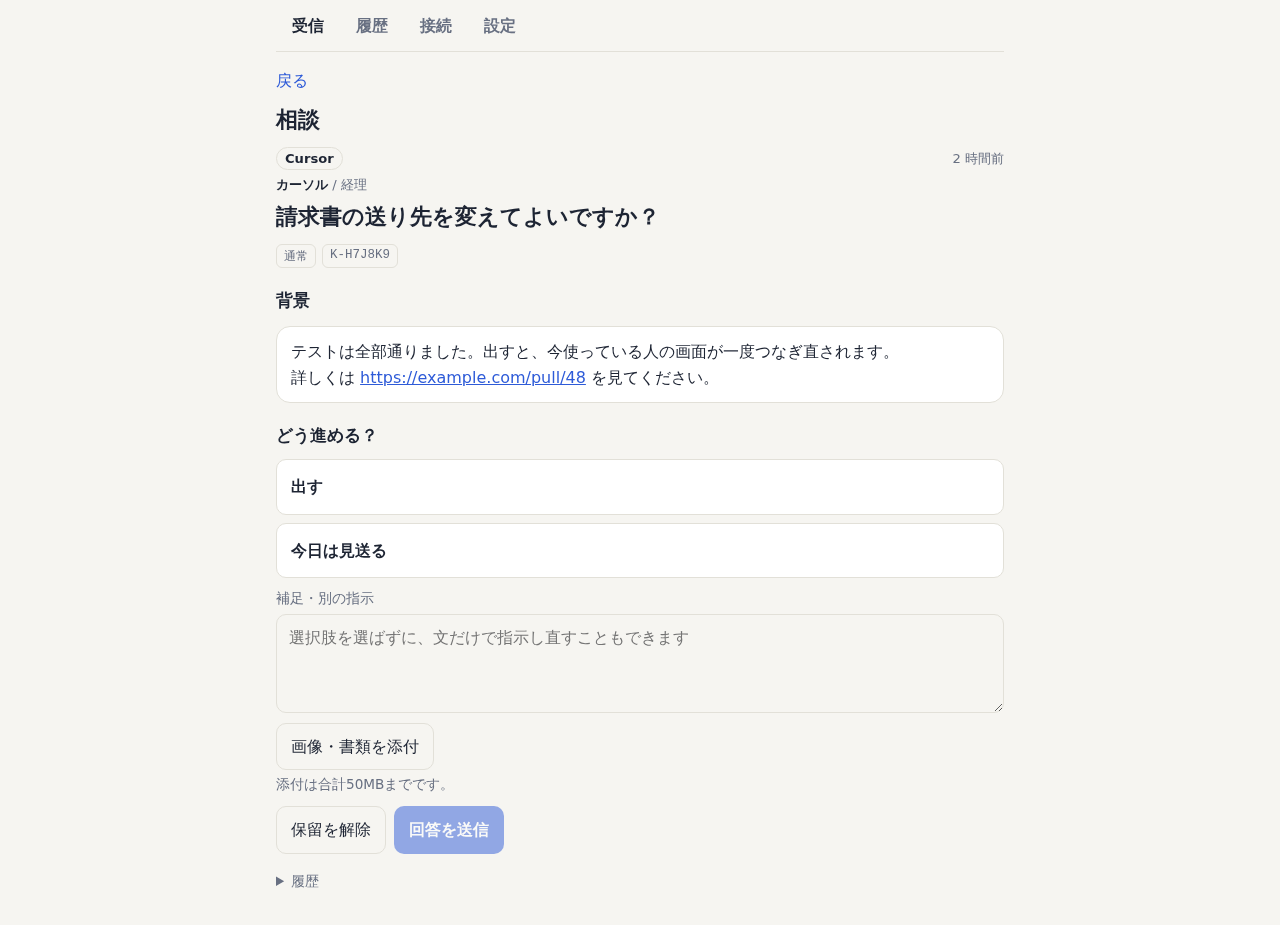 受信 履歴 接続 設定
戻る
相談
Cursor 2 時間前
カーソル / 経理
請求書の送り先を変えてよいですか？
通常 K-H7J8K9
背景
テストは全部通りました。出すと、今使っている人の画面が一度つなぎ直されます。
詳しくは https://example.com/pull/48 を見てください。
どう進める？
出す
今日は見送る
補足・別の指示
選択肢を選ばずに、文だけで指示し直すこともできます
画像・書類を添付
添付は合計50MBまでです。
保留を解除 回答を送信
履歴